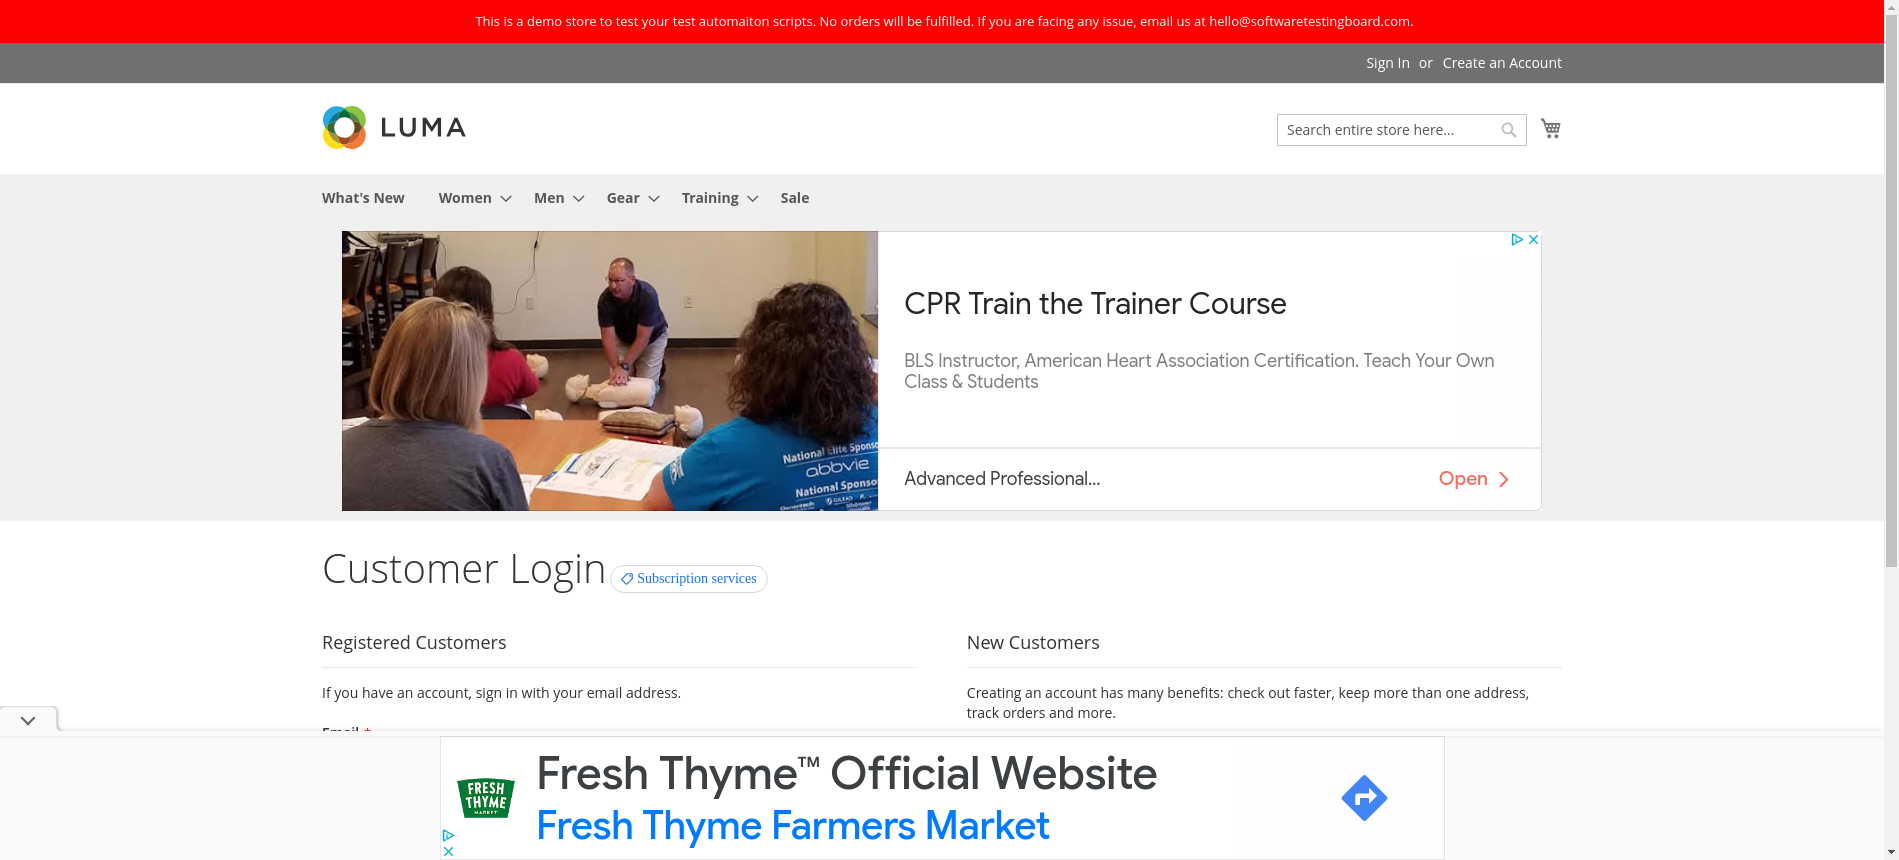 This is a demo store to test your test automaiton scripts. No orders will be fulfilled. If you are facing any issue, email us at hello@softwaretestingboard.com.
Sign In or Create an Account
LUMA
Search entire store here...
What's New Women Men Gear Training Sale
CPR Train the Trainer Course
BLS Instructor, American Heart Association Certification. Teach Your Own
Class & Students
National Elite Sponso
abbvie
National Sponso
GILEAD
Advanced Professional...
Open
Customer Login
Subscription services
Registered Customers
If you have an account, sign in with your email address.
Email *
New Customers
Creating an account has many benefits: check out faster, keep more than one address,
track orders and more.
FRESH
THYME
MARKET
Fresh Thyme™ Official Website
Fresh Thyme Farmers Market